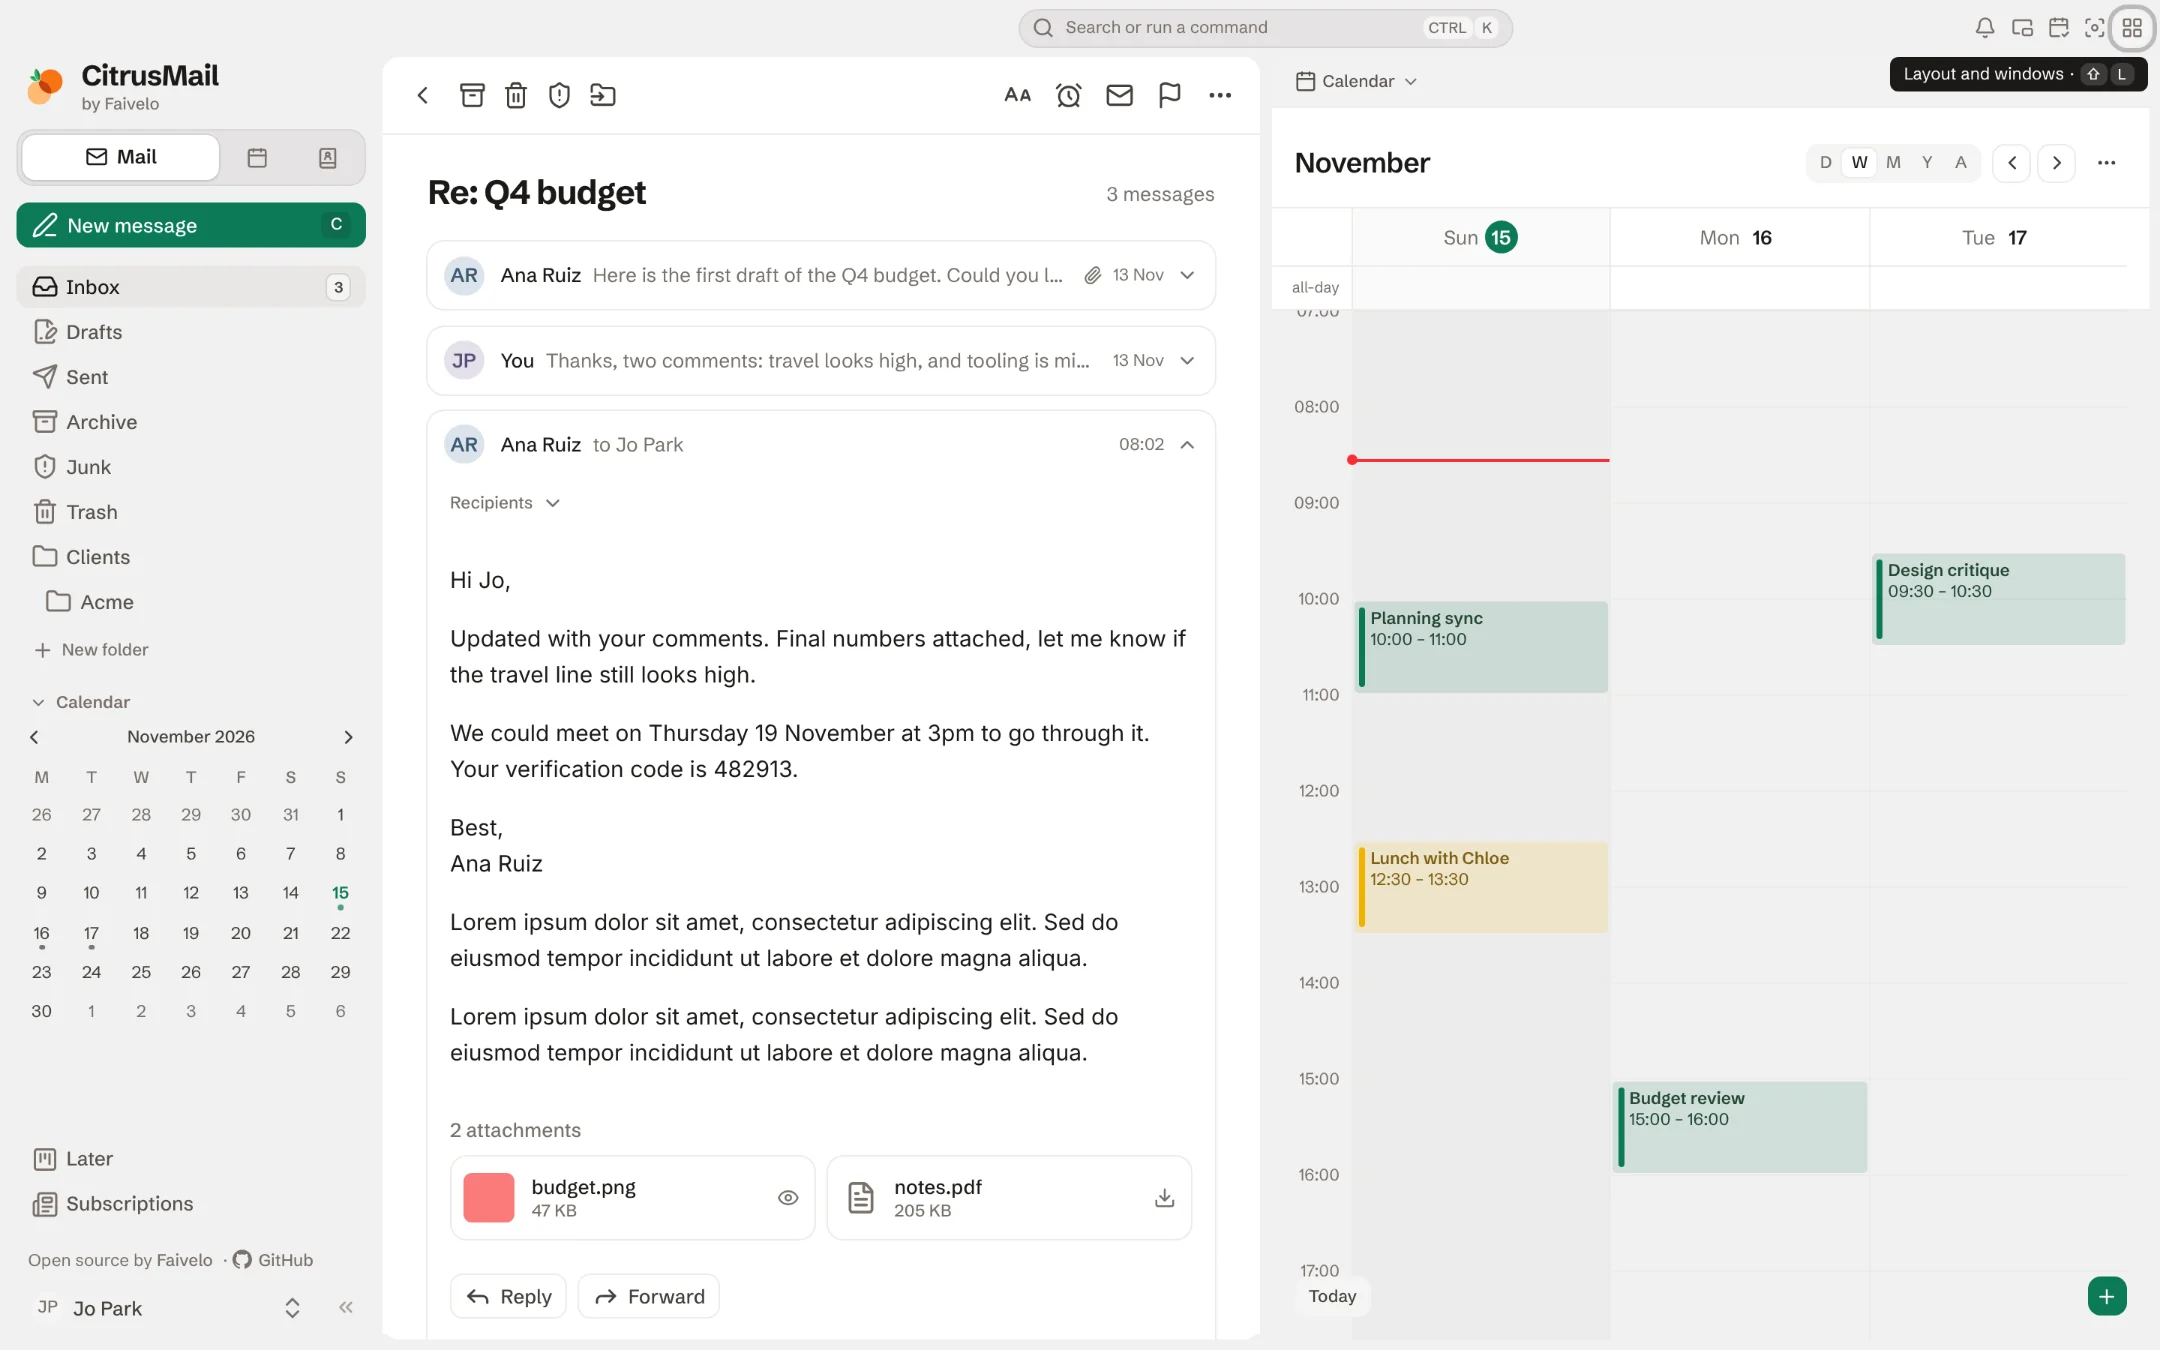 Search or run a command CTRL K
CitrusMail
by Faivelo
Mail
New message C
Inbox 3
Drafts
Sent
Archive
Junk
Trash
Clients
Acme
New folder
Calendar
November 2026
M T W T F S S
26 27 28 29 30 31 1
2 3 4 5 6 7 8
9 10 11 12 13 14 15
16 17 18 19 20 21 22
23 24 25 26 27 28 29
30 1 2 3 4 5 6
Later
Subscriptions
Open source by Faivelo · GitHub
JP Jo Park
AA
Re: Q4 budget
3 messages
AR Ana Ruiz Here is the first draft of the Q4 budget. Could you l... 13 Nov
JP You Thanks, two comments: travel looks high, and tooling is mi... 13 Nov
AR Ana Ruiz to Jo Park 08:02
Recipients
Hi Jo,
Updated with your comments. Final numbers attached, let me know if
the travel line still looks high.
We could meet on Thursday 19 November at 3pm to go through it.
Your verification code is 482913.
Best,
Ana Ruiz
Lorem ipsum dolor sit amet, consectetur adipiscing elit. Sed do
eiusmod tempor incididunt ut labore et dolore magna aliqua.
Lorem ipsum dolor sit amet, consectetur adipiscing elit. Sed do
eiusmod tempor incididunt ut labore et dolore magna aliqua.
2 attachments
budget.png
47 KB
notes.pdf
205 KB
Reply
Forward
Calendar
Layout and windows · L
November
D W M Y A
Sun 15 Mon 16 Tue 17
all-day
07:00
08:00
09:00
Design critique
09:30 – 10:30
10:00
Planning sync
10:00 – 11:00
11:00
12:00
Lunch with Chloe
12:30 – 13:30
13:00
14:00
15:00
Budget review
15:00 – 16:00
16:00
17:00
Today